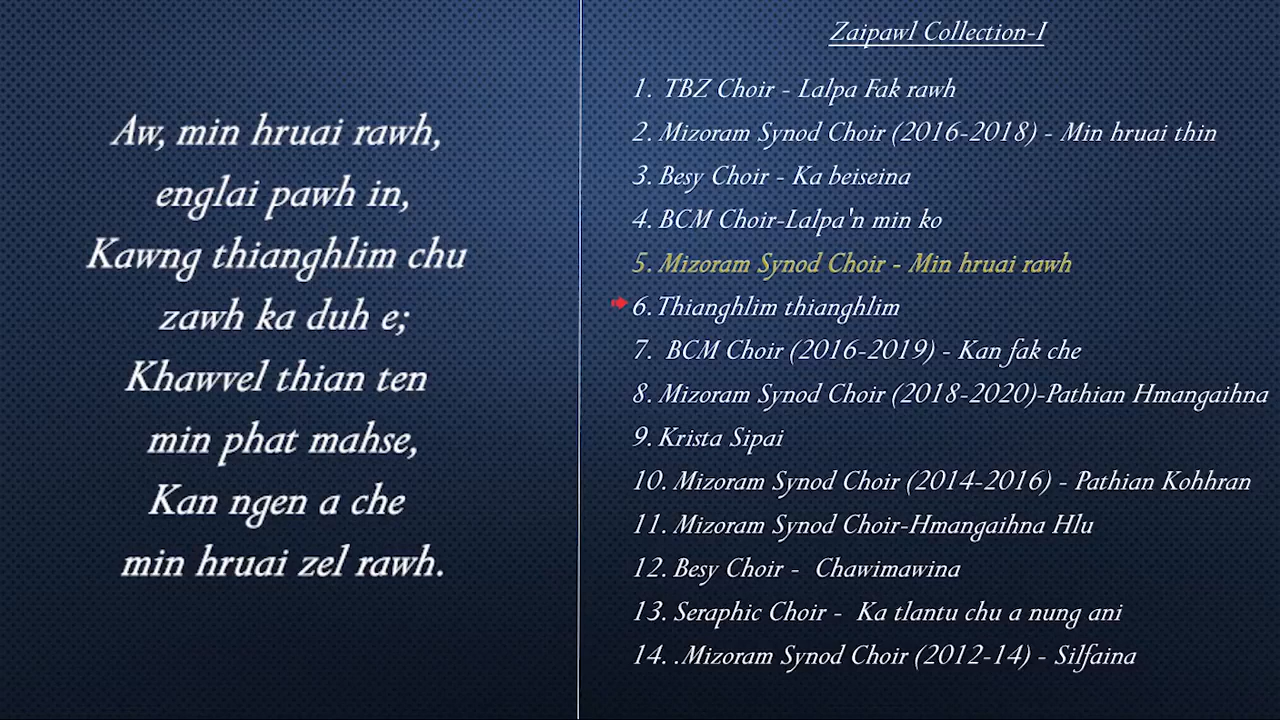 Aw, min hruai rawh,
englai pawh in,
Kawng thianghlim chu
zawh ka duh e;
Khawvel thian ten
min phat mahse,
Kan ngen a che
min hruai zel rawh.
Zaipawl Collection-I
1. TBZ Choir - Lalpa Fak rawh
2. Mizoram Synod Choir (2016-2018) - Min hruai thin
3. Besy Choir - Ka beiseina
4. BCM Choir-Lalpa'n min ko
5. Mizoram Synod Choir - Min hruai rawh
6. Thianghlim thianghlim
7. BCM Choir (2016-2019) - Kan fak che
8. Mizoram Synod Choir (2018-2020)-Pathian Hmangaihna
9. Krista Sipai
10. Mizoram Synod Choir (2014-2016) - Pathian Kohhran
11. Mizoram Synod Choir-Hmangaihna Hlu
12. Besy Choir - Chawimawina
13. Seraphic Choir - Ka tlantu chu a nung ani
14. .Mizoram Synod Choir (2012-14) - Silfaina